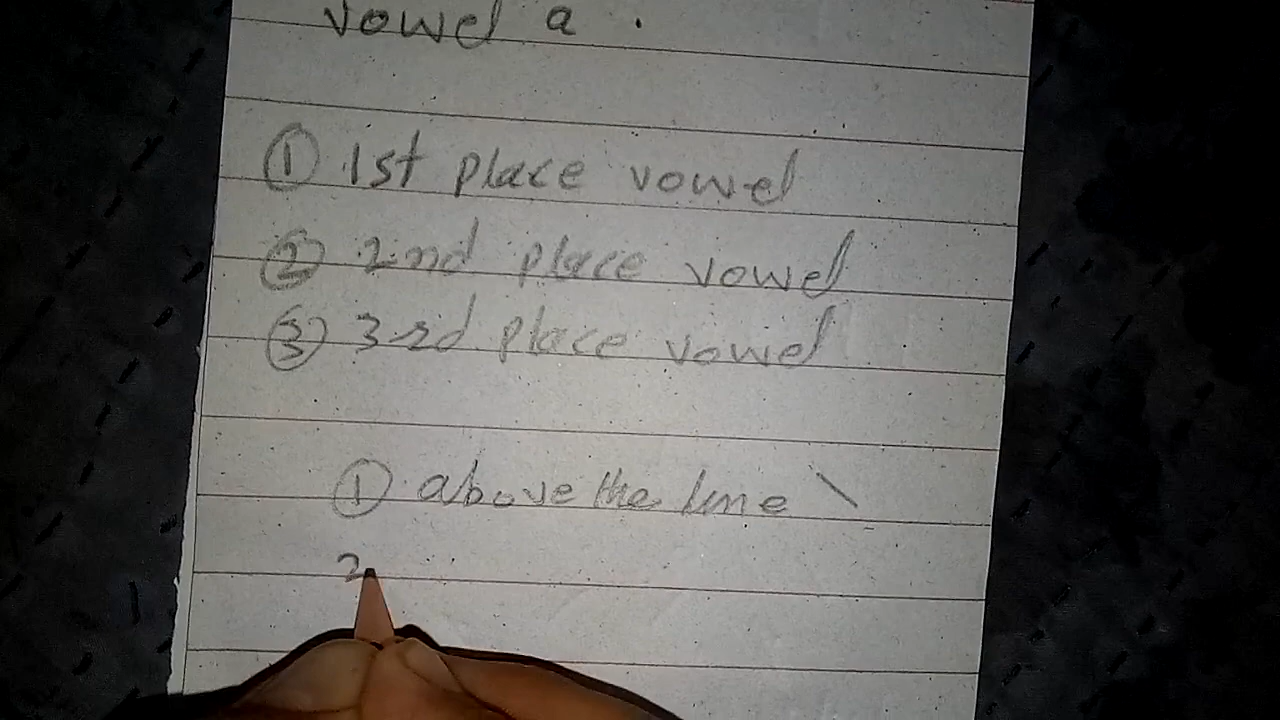 vowel a .
① 1st place vowel
② 2nd place vowel
③ 3rd place vowel
① above the line \
2